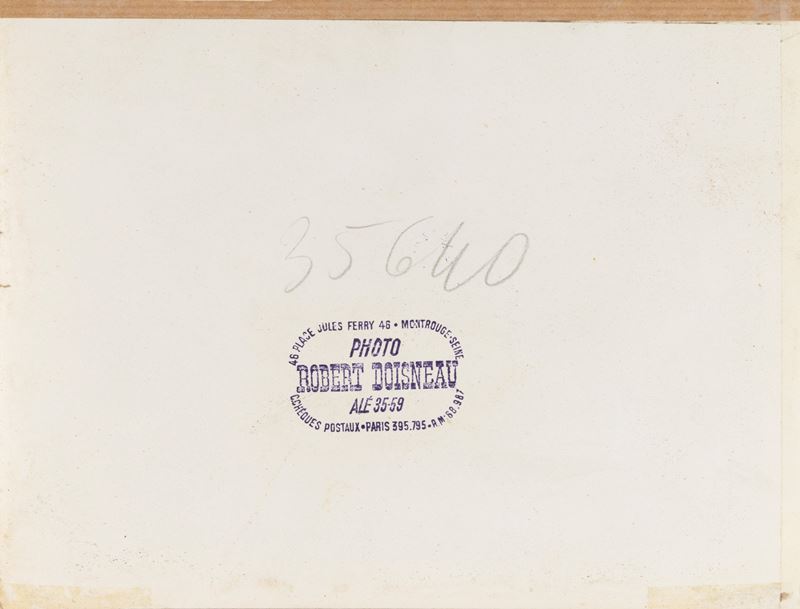 35640
46 PLACE JULES FERRY 46 • MONTROUGE-SEINE
PHOTO
ROBERT DOISNEAU
ALÉ 35-59
C.CHÈQUES POSTAUX • PARIS 395.795 - R.M. 68.987